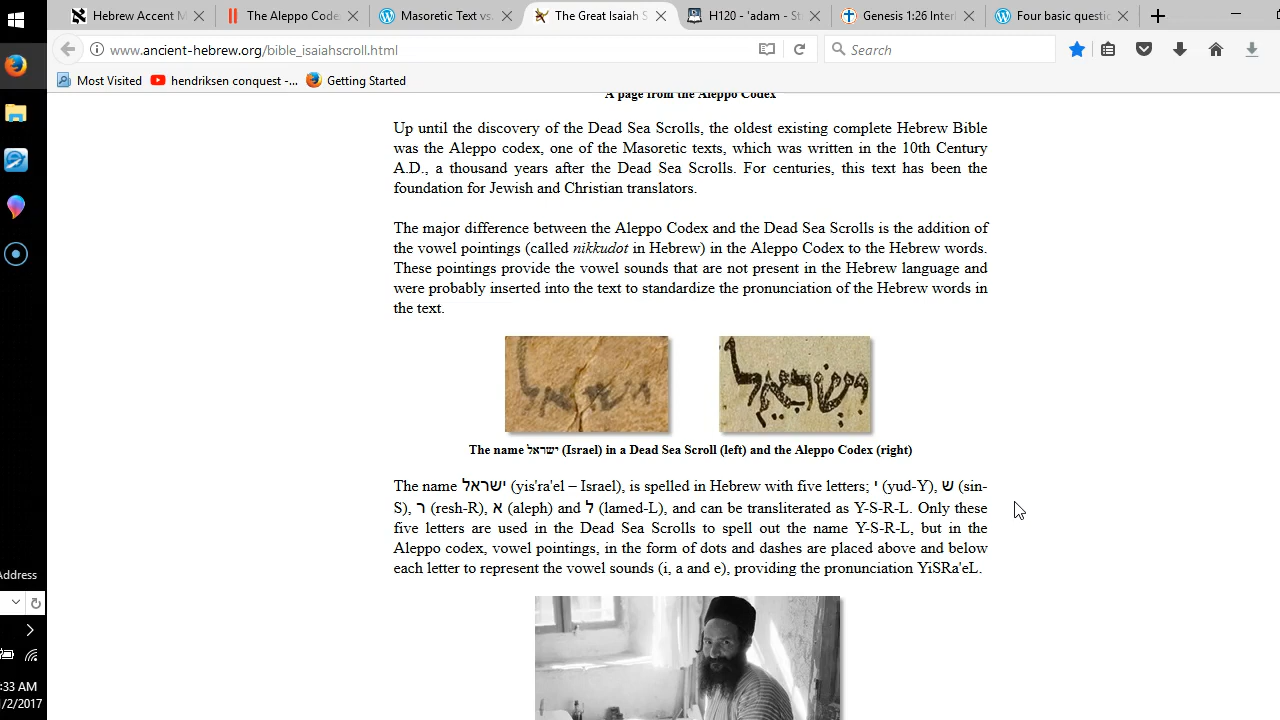 Hebrew Accent M
The Aleppo Code
Masoretic Text vs.
The Great Isaiah S
H120 - 'adam - St
Genesis 1:26 Inter
Four basic questio
www.ancient-hebrew.org/bible_isaiahscroll.html
Search
Most Visited
hendriksen conquest -...
Getting Started
A page from the Aleppo Codex
Up until the discovery of the Dead Sea Scrolls, the oldest existing complete Hebrew Bible
was the Aleppo codex, one of the Masoretic texts, which was written in the 10th Century
A.D., a thousand years after the Dead Sea Scrolls. For centuries, this text has been the
foundation for Jewish and Christian translators.
The major difference between the Aleppo Codex and the Dead Sea Scrolls is the addition of
the vowel pointings (called nikkudot in Hebrew) in the Aleppo Codex to the Hebrew words.
These pointings provide the vowel sounds that are not present in the Hebrew language and
were probably inserted into the text to standardize the pronunciation of the Hebrew words in
the text.
ישראל
יִשְׂרָאֵל
The name ישראל (Israel) in a Dead Sea Scroll (left) and the Aleppo Codex (right)
The name ישראל (yis'ra'el – Israel), is spelled in Hebrew with five letters; י (yud-Y), ש (sin-
S), ר (resh-R), א (aleph) and ל (lamed-L), and can be transliterated as Y-S-R-L. Only these
five letters are used in the Dead Sea Scrolls to spell out the name Y-S-R-L, but in the
Aleppo codex, vowel pointings, in the form of dots and dashes are placed above and below
each letter to represent the vowel sounds (i, a and e), providing the pronunciation YiSRa'eL.
Address
:33 AM
1/2/2017